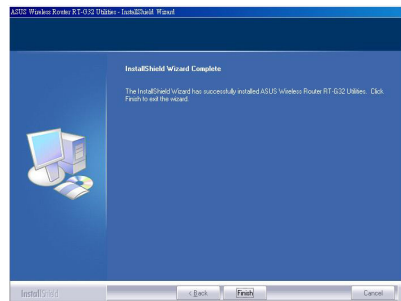 ASUS Wireless Router RT-G32 Utilities - InstallShield Wizard
InstallShield Wizard Complete
The InstallShield Wizard has successfully installed ASUS Wireless Router RT-G32 Utilities. Click
Finish to exit the wizard.
InstallShield
< Back
Finish
Cancel